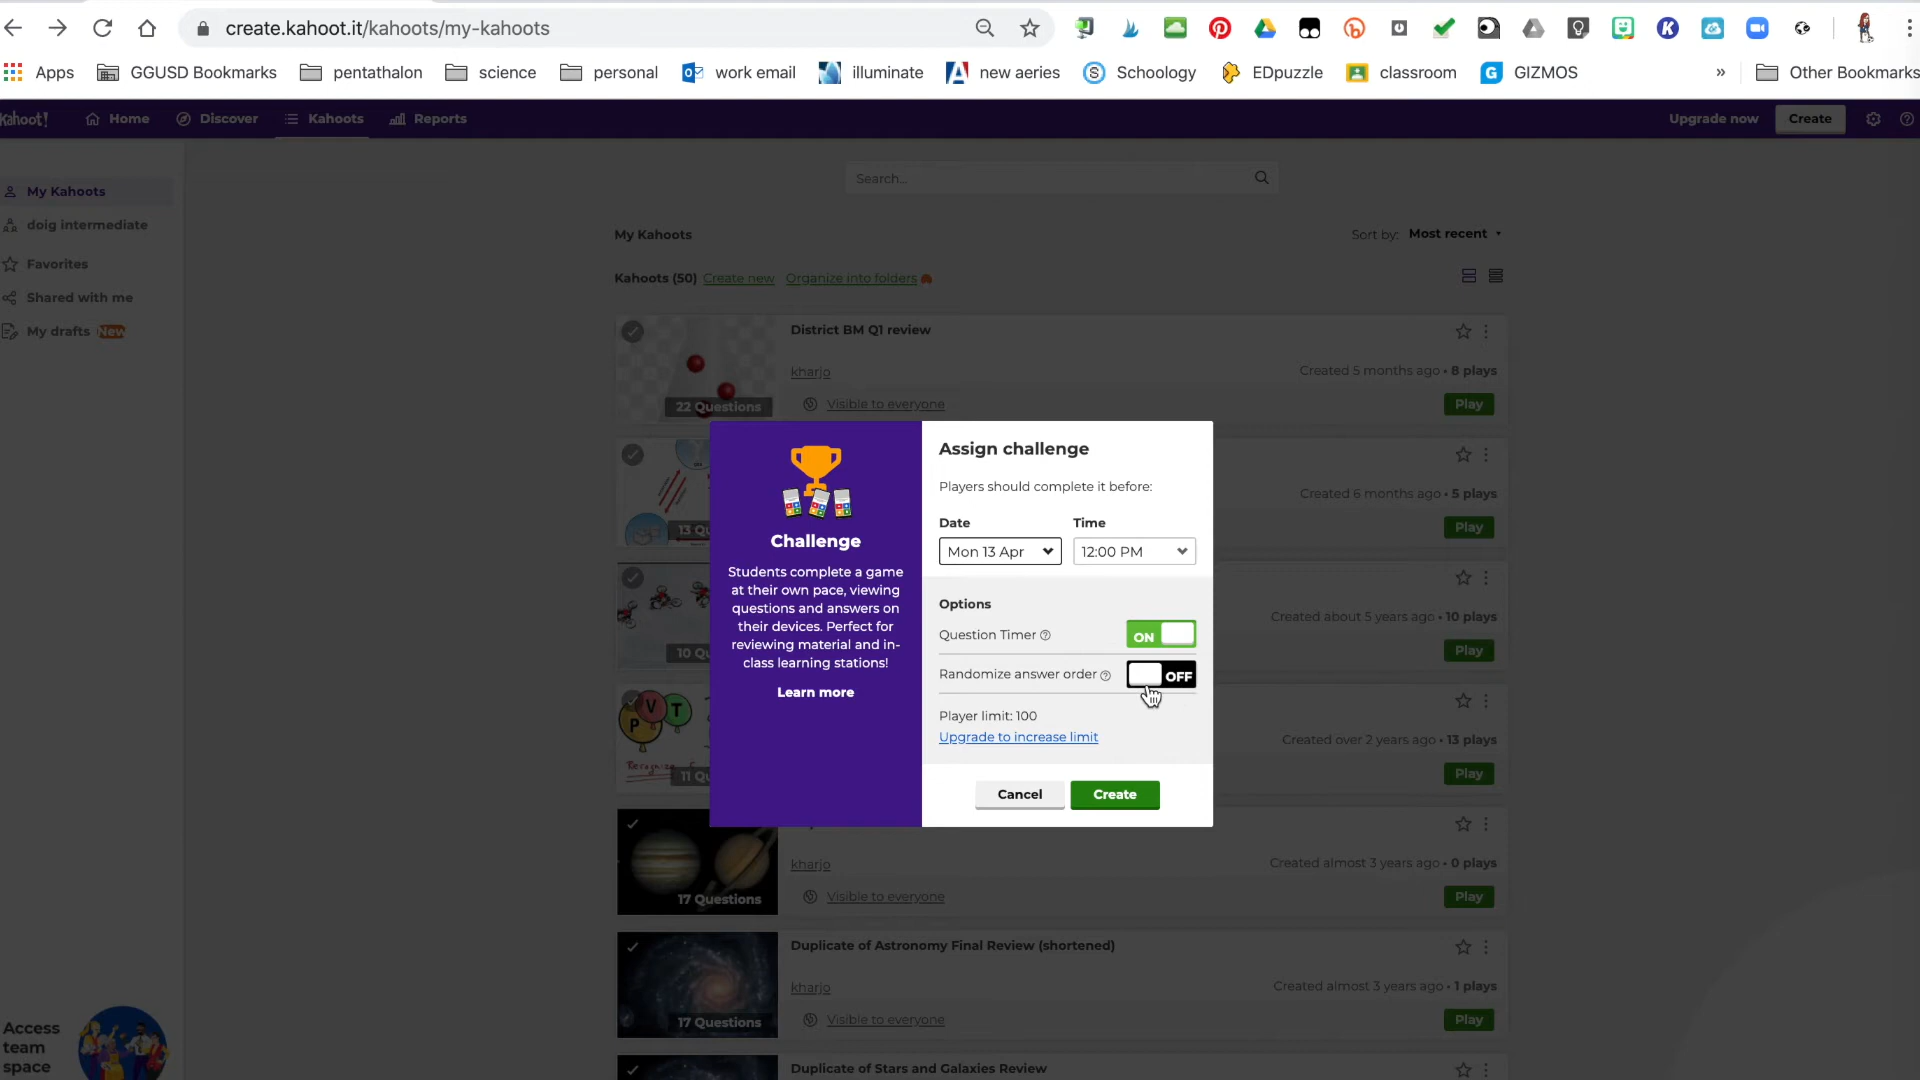 create.kahoot.it/kahoots/my-kahoots
Apps GGUSD Bookmarks pentathalon science personal work email illuminate new aeries Schoology EDpuzzle classroom GIZMOS » Other Bookmarks
Kahoot! Home Discover Kahoots Reports Upgrade now Create
Search...
My Kahoots
doig intermediate
Favorites
Shared with me
My drafts New
My Kahoots Sort by: Most recent
Kahoots (50) Create new Organize into folders
District BM Q1 review
kharjo Created 5 months ago • 8 plays
22 Questions Visible to everyone Play
Created 6 months ago • 5 plays
13 Qu Play
Created about 5 years ago • 10 plays
10 Qu Play
P V T
Created over 2 years ago • 13 plays
Recognize
11 Qu Play
Challenge
Students complete a game
at their own pace, viewing
questions and answers on
their devices. Perfect for
reviewing material and in-
class learning stations!
Learn more
Assign challenge
Players should complete it before:
Date Time
Mon 13 Apr 12:00 PM
Options
Question Timer ON
Randomize answer order OFF
Player limit: 100
Upgrade to increase limit
Cancel Create
kharjo Created almost 3 years ago • 0 plays
17 Questions Visible to everyone Play
Duplicate of Astronomy Final Review (shortened)
kharjo Created almost 3 years ago • 1 plays
17 Questions Visible to everyone Play
Duplicate of Stars and Galaxies Review
Access
team
space